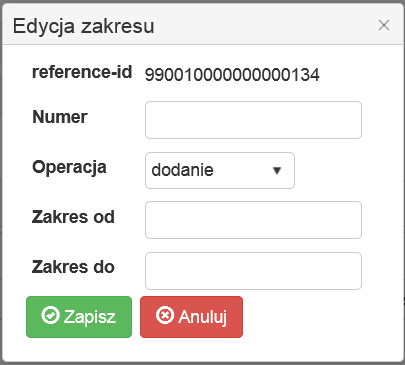 Edycja zakresu
reference-id 990010000000000134
Numer
Operacja dodanie
Zakres od
Zakres do
Zapisz Anuluj